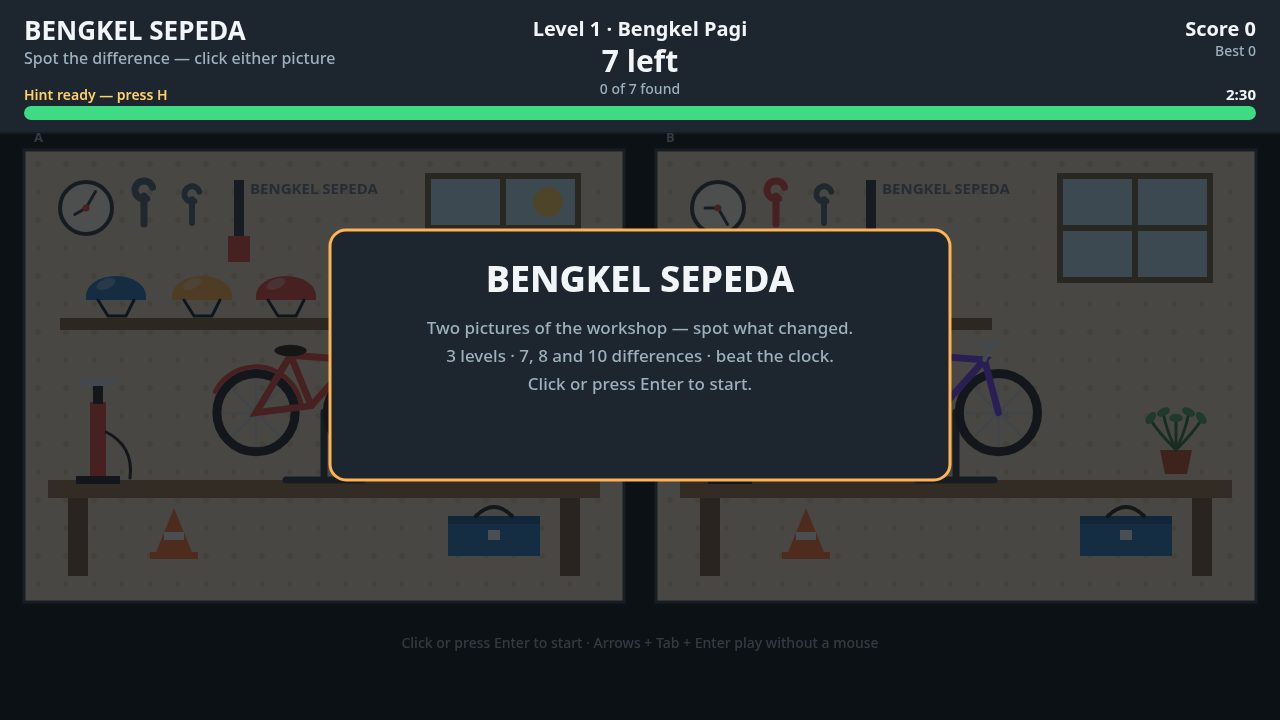 BENGKEL SEPEDA
Spot the difference — click either picture
Hint ready — press H
Level 1 · Bengkel Pagi
7 left
0 of 7 found
Score 0
Best 0
2:30
A
B
BENGKEL SEPEDA
BENGKEL SEPEDA
BENGKEL SEPEDA
Two pictures of the workshop — spot what changed.
3 levels · 7, 8 and 10 differences · beat the clock.
Click or press Enter to start.
Click or press Enter to start · Arrows + Tab + Enter play without a mouse